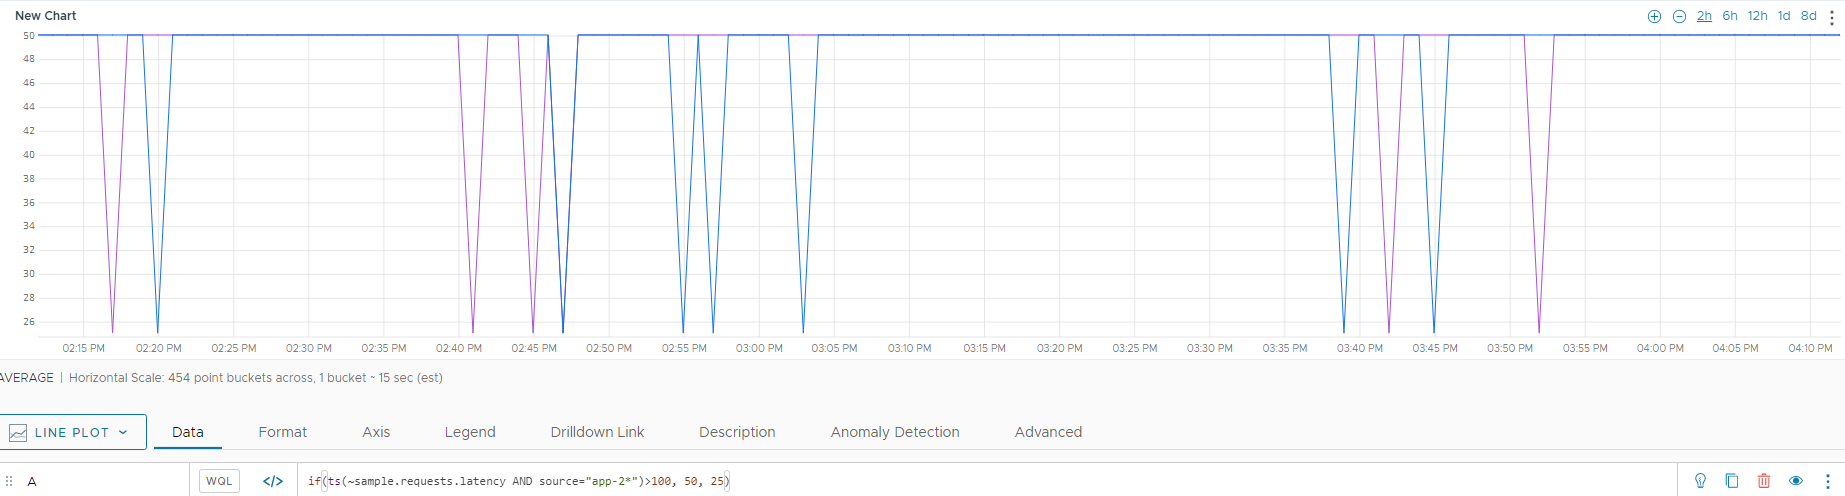 New Chart
2h 6h 12h 1d 8d
50
48
46
44
42
40
38
36
34
32
30
28
26
02:15 PM 02:20 PM 02:25 PM 02:30 PM 02:35 PM 02:40 PM 02:45 PM 02:50 PM 02:55 PM 03:00 PM 03:05 PM 03:10 PM 03:15 PM 03:20 PM 03:25 PM 03:30 PM 03:35 PM 03:40 PM 03:45 PM 03:50 PM 03:55 PM 04:00 PM 04:05 PM 04:10 PM
AVERAGE | Horizontal Scale: 454 point buckets across, 1 bucket ~ 15 sec (est)
LINE PLOT Data Format Axis Legend Drilldown Link Description Anomaly Detection Advanced
A WQL </> if(ts(~sample.requests.latency AND source="app-2*")>100, 50, 25)